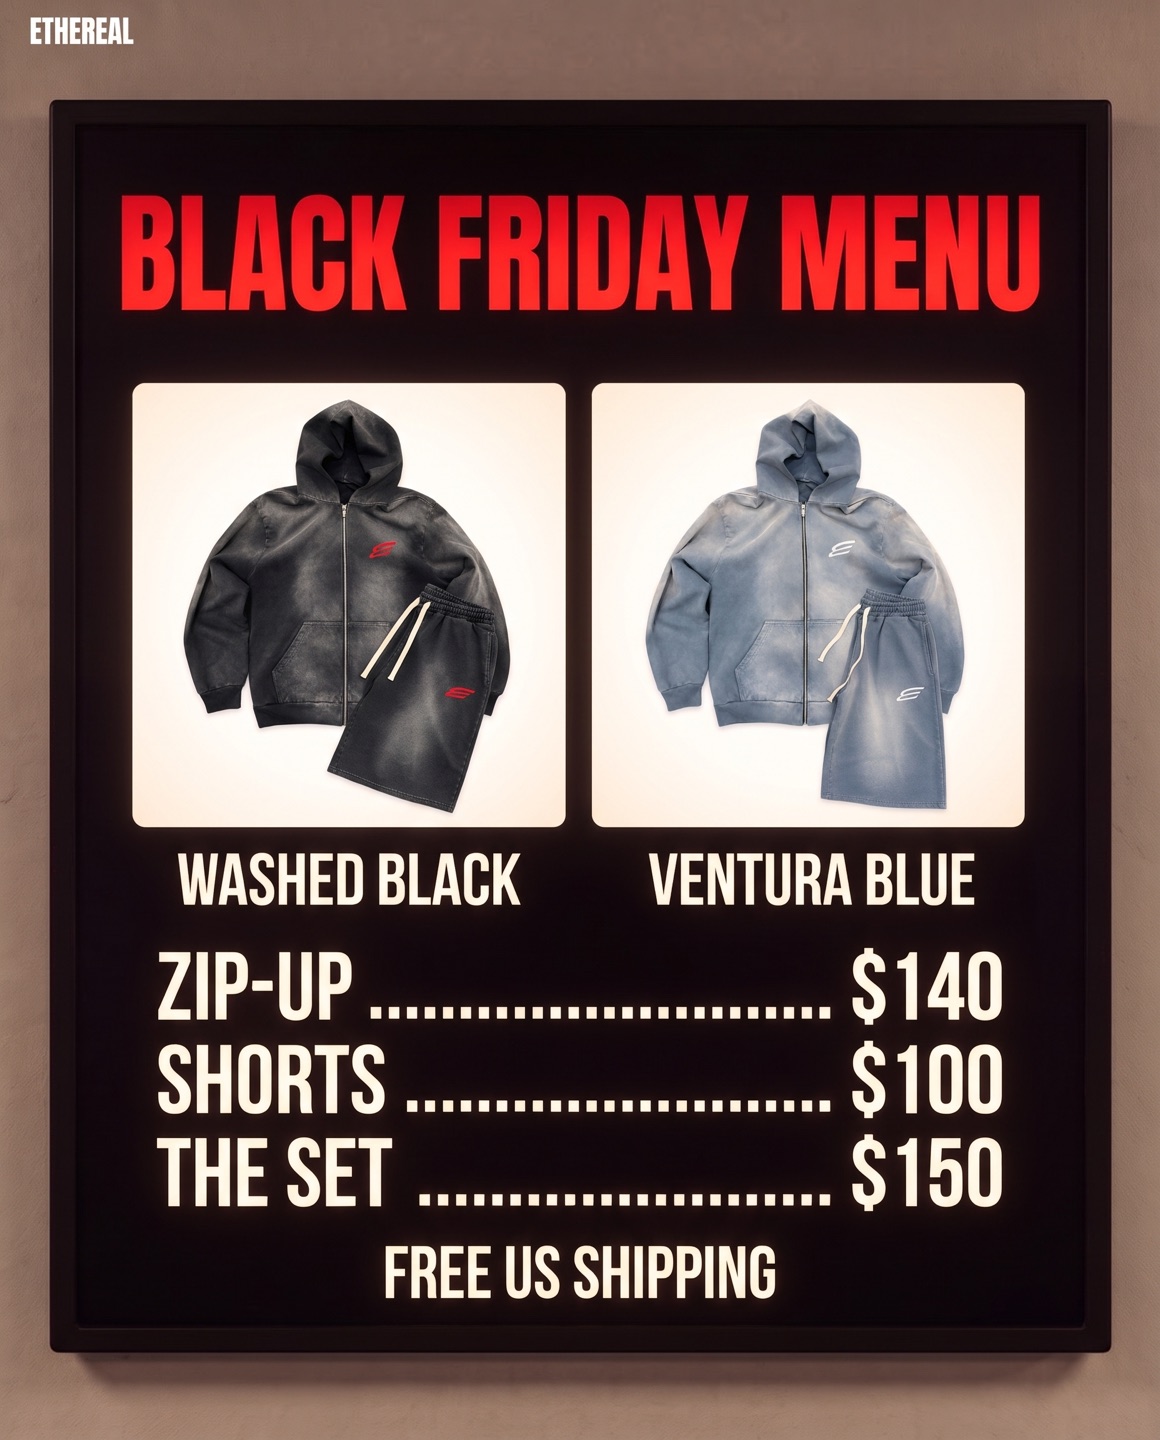 ETHEREAL
BLACK FRIDAY MENU
WASHED BLACK
VENTURA BLUE
ZIP-UP .......................... $140
SHORTS ........................ $100
THE SET ....................... $150
FREE US SHIPPING